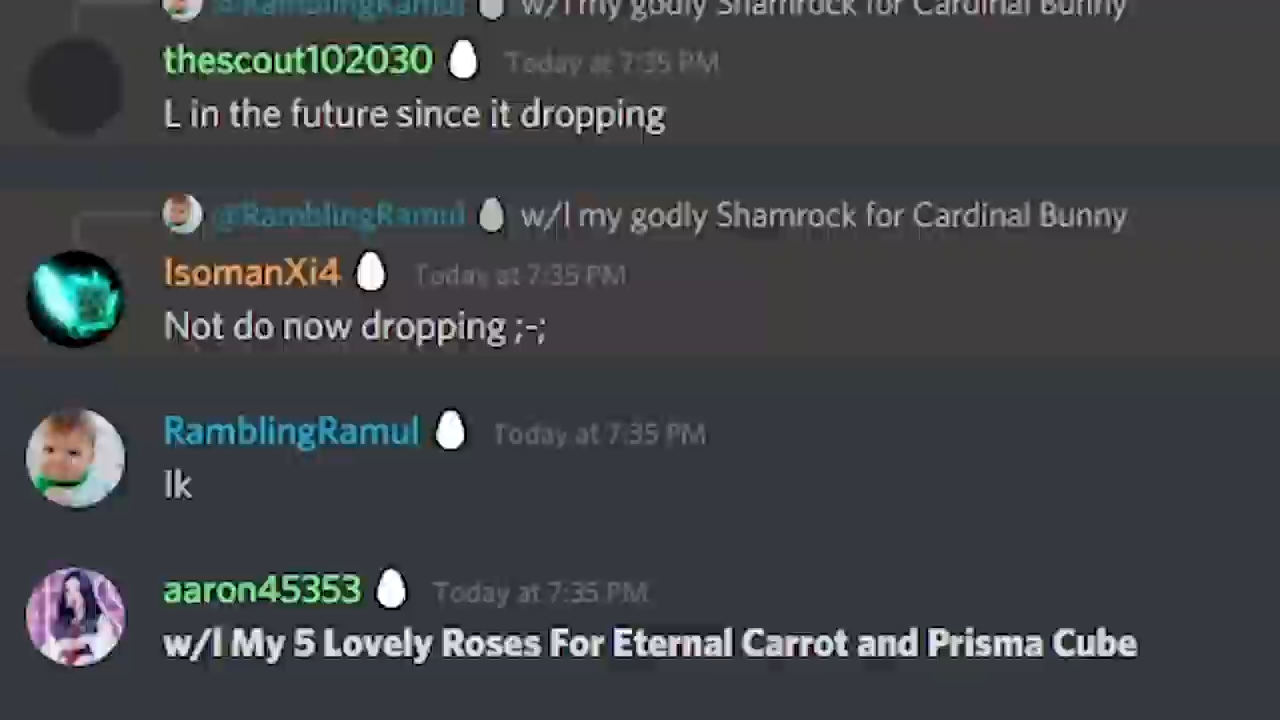 @RamblingRamul w/l my godly Shamrock for Cardinal Bunny
thescout102030 Today at 7:35 PM
L in the future since it dropping
@RamblingRamul w/l my godly Shamrock for Cardinal Bunny
IsomanXi4 Today at 7:35 PM
Not do now dropping ;-;
RamblingRamul Today at 7:35 PM
Ik
aaron45353 Today at 7:35 PM
w/l My 5 Lovely Roses For Eternal Carrot and Prisma Cube